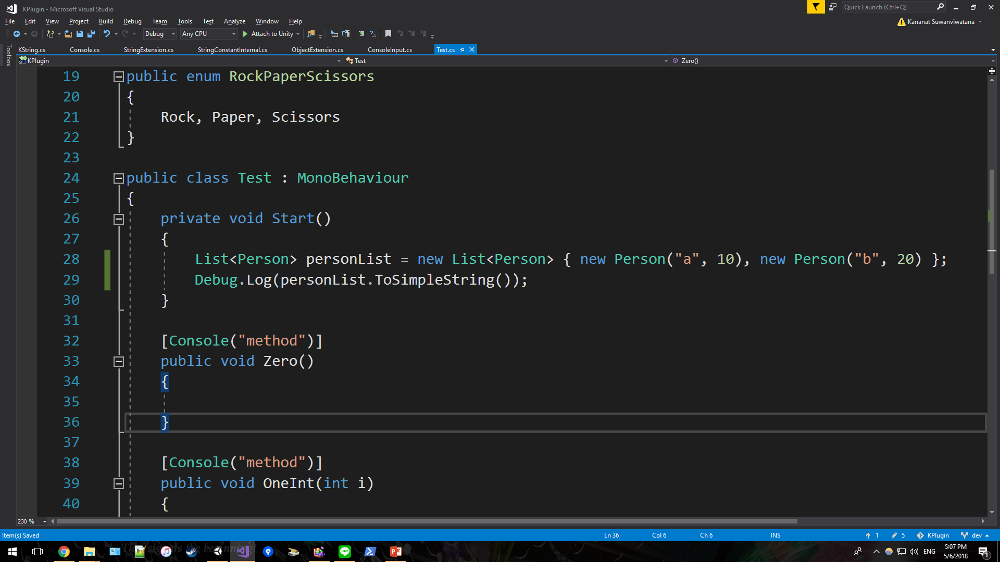 KPlugin - Microsoft Visual Studio
Quick Launch (Ctrl+Q)
File Edit View Project Build Debug Team Tools Test Analyze Window Help
Kananat Suwanviwatana
Debug Any CPU Attach to Unity
Toolbox
KString.cs Console.cs StringExtension.cs StringConstantInternal.cs ObjectExtension.cs ConsoleInput.cs Test.cs
KPlugin Test Zero()
19 public enum RockPaperScissors
20 {
21 Rock, Paper, Scissors
22 }
23
24 public class Test : MonoBehaviour
25 {
26 private void Start()
27 {
28 List<Person> personList = new List<Person> { new Person("a", 10), new Person("b", 20) };
29 Debug.Log(personList.ToSimpleString());
30 }
31
32 [Console("method")]
33 public void Zero()
34 {
35
36 }
37
38 [Console("method")]
39 public void OneInt(int i)
40 {
230 %
Item(s) Saved Ln 36 Col 6 Ch 6 INS 1 5 KPlugin dev
LINE
ENG
5:07 PM
5/6/2018
1